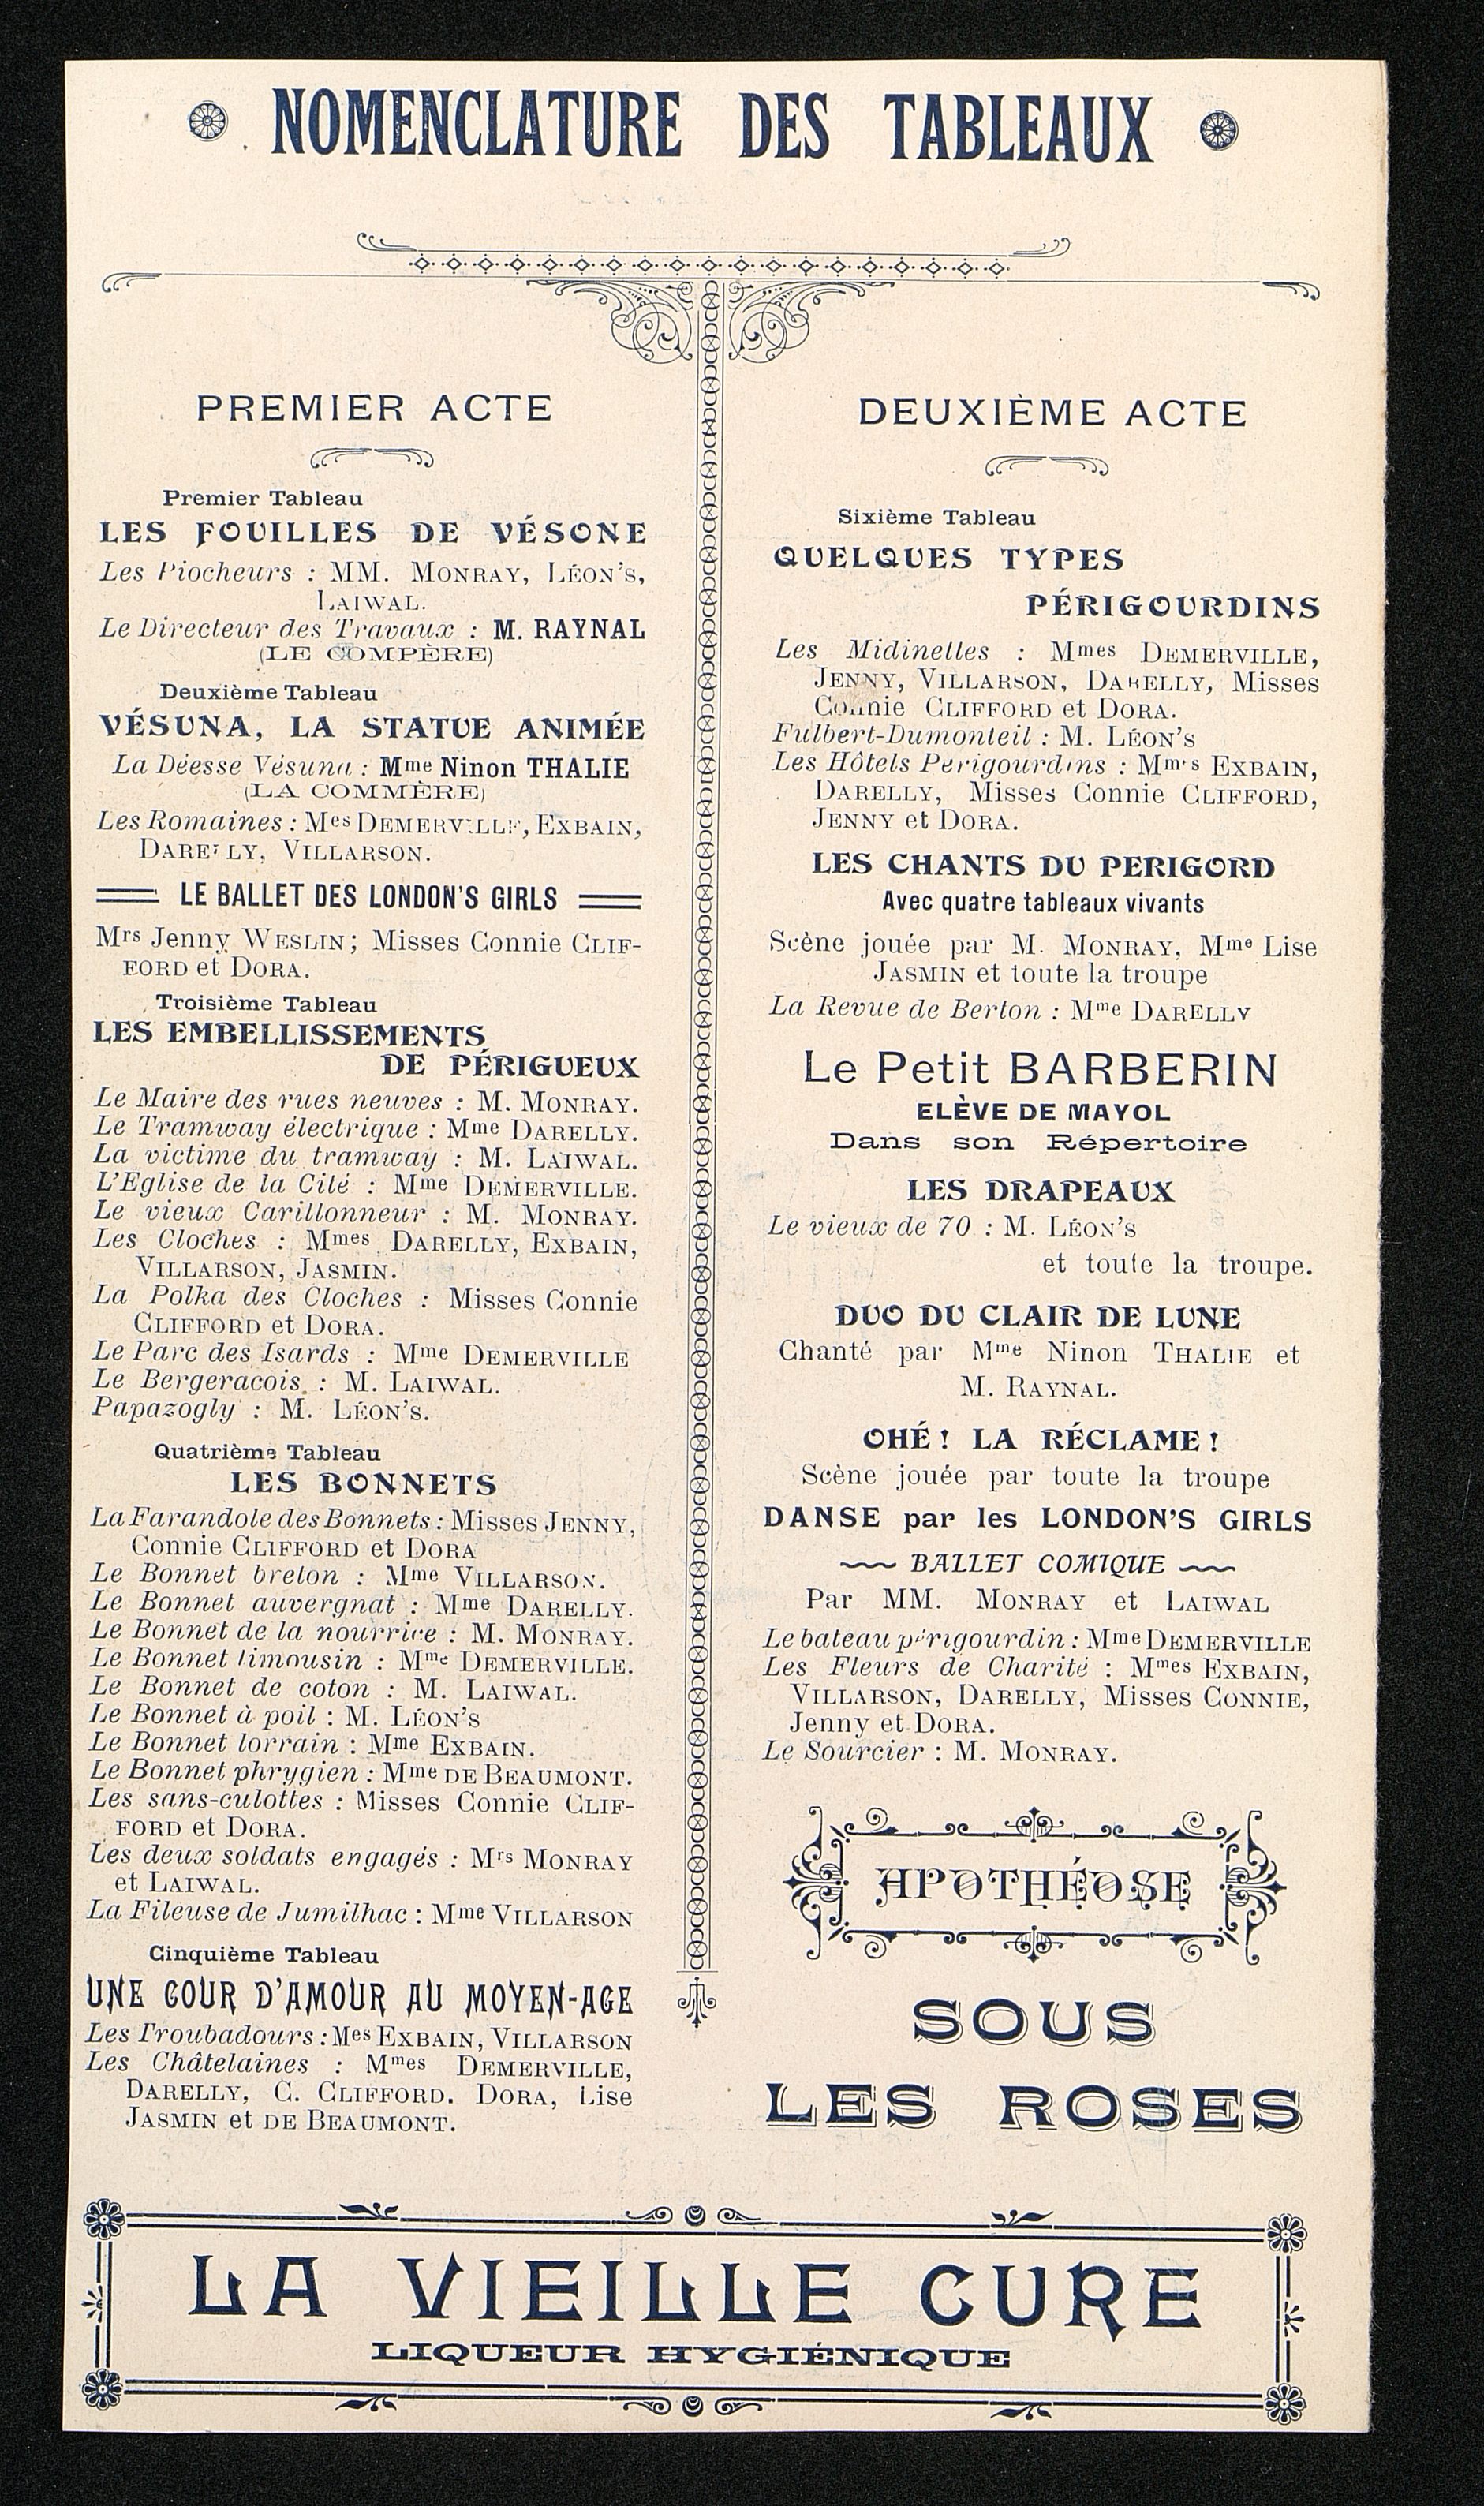 NOMENCLATURE DES TABLEAUX
PREMIER ACTE
Premier Tableau
LES FOUILLES DE VÉSONE
Les Piocheurs : MM. MONRAY, LÉON'S,
LAIWAL.
Le Directeur des Travaux : M. RAYNAL
(LE COMPÈRE)
Deuxième Tableau
VÉSUNA, LA STATUE ANIMÉE
La Déesse Vésuna : Mme Ninon THALIE
(LA COMMÈRE)
Les Romaines : Mes DEMERVILLE, EXBAIN,
DARELLY, VILLARSON.
LE BALLET DES LONDON'S GIRLS
Mrs Jenny WESLIN; Misses Connie CLIF-
FORD et DORA.
Troisième Tableau
LES EMBELLISSEMENTS
DE PÉRIGUEUX
Le Maire des rues neuves : M. MONRAY.
Le Tramway électrique : Mme DARELLY.
La victime du tramway : M. LAIWAL.
L'Eglise de la Cité : Mme DEMERVILLE.
Le vieux Carillonneur : M. MONRAY.
Les Cloches : Mmes DARELLY, EXBAIN,
VILLARSON, JASMIN.
La Polka des Cloches : Misses Connie
CLIFFORD et DORA.
Le Parc des Isards : Mme DEMERVILLE
Le Bergeracois. : M. LAIWAL.
Papazogly : M. LÉON'S.
Quatrième Tableau
LES BONNETS
La Farandole des Bonnets : Misses JENNY,
Connie CLIFFORD et DORA
Le Bonnet breton : Mme VILLARSON.
Le Bonnet auvergnat : Mme DARELLY.
Le Bonnet de la nourrice : M. MONRAY.
Le Bonnet limousin : Mme DEMERVILLE.
Le Bonnet de coton : M. LAIWAL.
Le Bonnet à poil : M. LÉON'S
Le Bonnet lorrain : Mme EXBAIN.
Le Bonnet phrygien : Mme DE BEAUMONT.
Les sans-culottes : Misses Connie CLIF-
FORD et DORA.
Les deux soldats engagés : Mrs MONRAY
et LAIWAL.
La Fileuse de Jumilhac : Mme VILLARSON
Cinquième Tableau
UNE COUR D'AMOUR AU MOYEN-AGE
Les Troubadours : Mes EXBAIN, VILLARSON
Les Châtelaines : Mmes DEMERVILLE,
DARELLY, C. CLIFFORD. DORA, Lise
JASMIN et DE BEAUMONT.
DEUXIÈME ACTE
Sixième Tableau
QUELQUES TYPES
PÉRIGOURDINS
Les Midinettes : Mmes DEMERVILLE,
JENNY, VILLARSON, DARELLY, Misses
Connie CLIFFORD et DORA.
Fulbert-Dumonteil : M. LÉON'S
Les Hôtels Périgourdins : Mmes EXBAIN,
DARELLY, Misses Connie CLIFFORD,
JENNY et DORA.
LES CHANTS DU PERIGORD
Avec quatre tableaux vivants
Scène jouée par M. MONRAY, Mme Lise
JASMIN et toute la troupe
La Revue de Berton : Mme DARELLY
Le Petit BARBERIN
ELÈVE DE MAYOL
Dans son Répertoire
LES DRAPEAUX
Le vieux de 70 : M. LÉON'S
et toute la troupe.
DUO DU CLAIR DE LUNE
Chanté par Mme Ninon THALIE et
M. RAYNAL.
OHÉ ! LA RÉCLAME !
Scène jouée par toute la troupe
DANSE par les LONDON'S GIRLS
BALLET COMIQUE
Par MM. MONRAY et LAIWAL
Le bateau périgourdin : Mme DEMERVILLE
Les Fleurs de Charité : Mmes EXBAIN,
VILLARSON, DARELLY, Misses CONNIE,
Jenny et DORA.
Le Sourcier : M. MONRAY.
APOTHÉOSE
SOUS
LES ROSES
LA VIEILLE CURE
LIQUEUR HYGIÉNIQUE